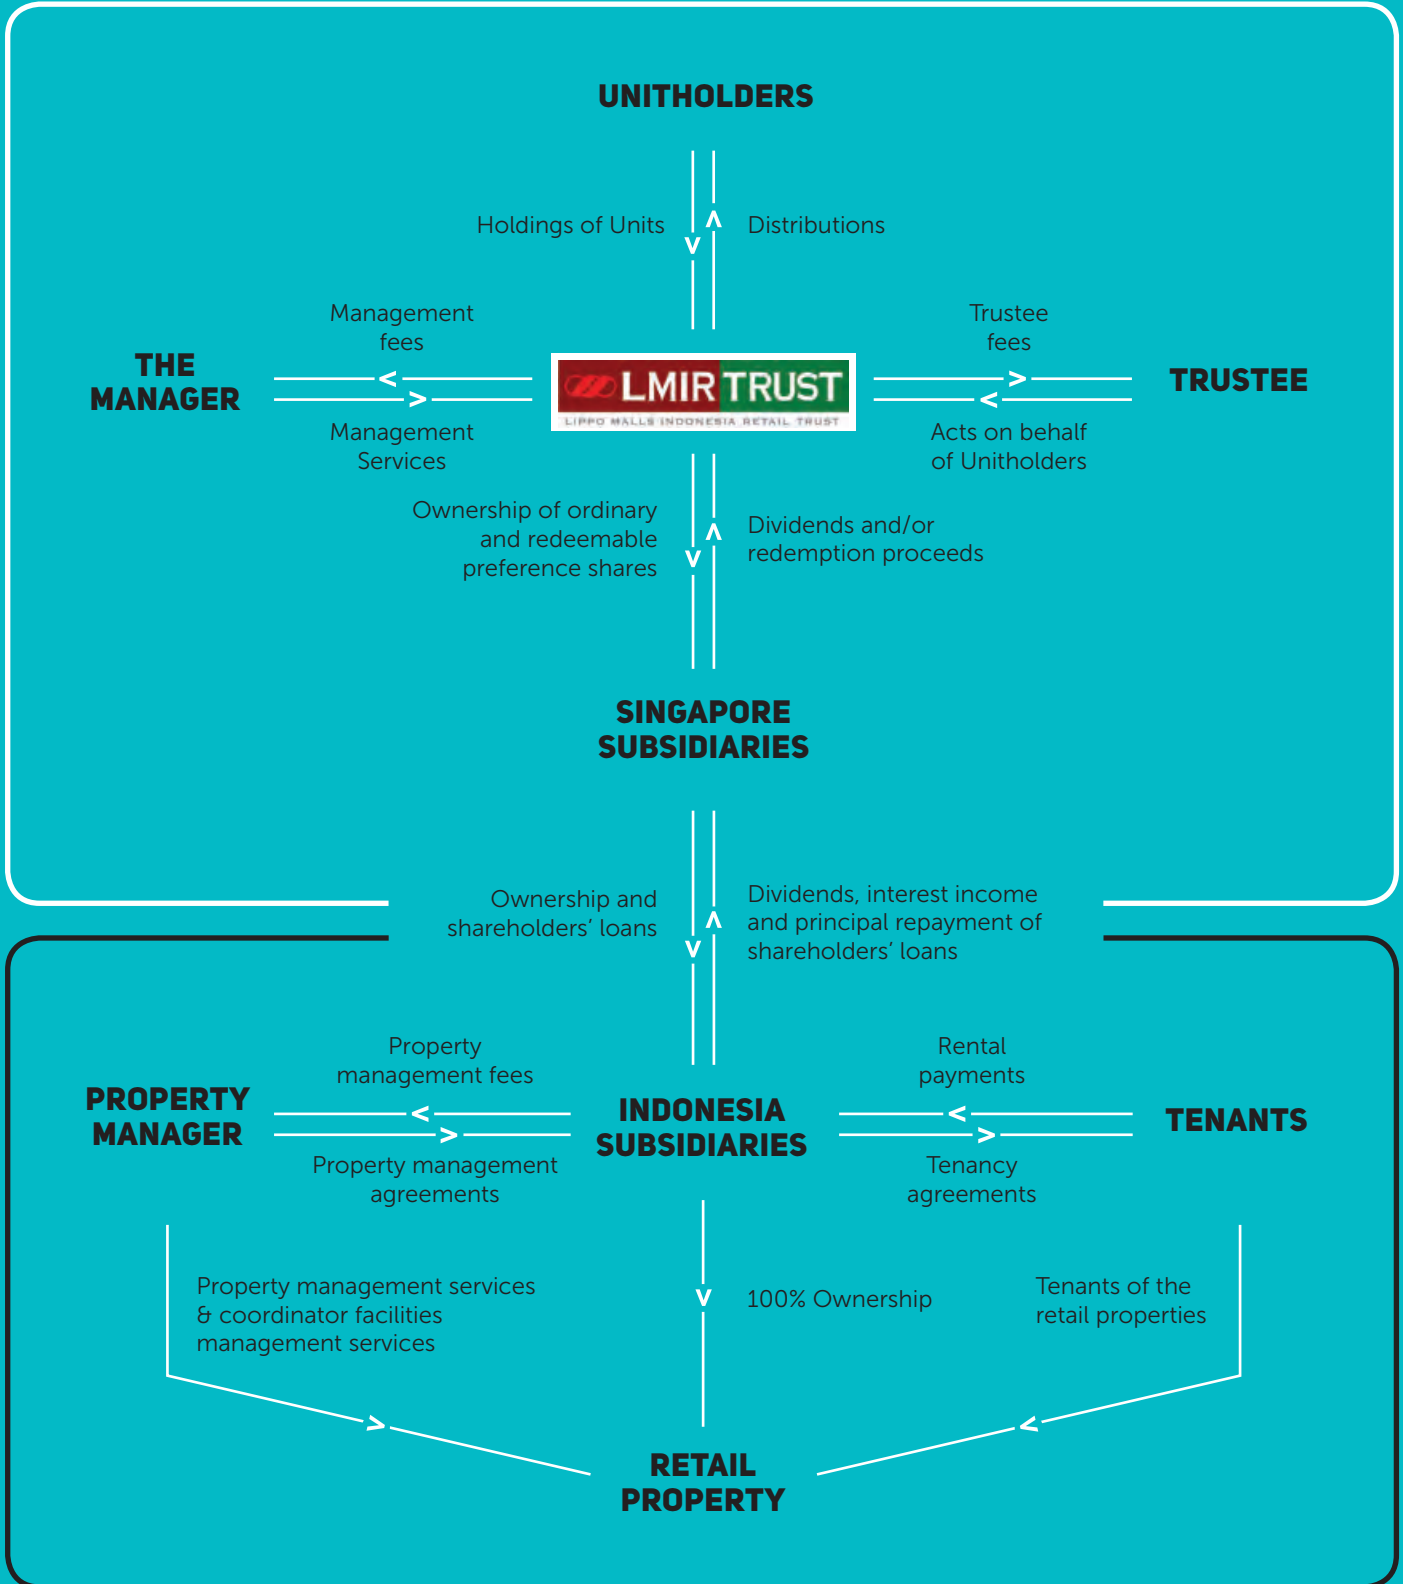 UNITHOLDERS
Holdings of Units
Distributions
Management
fees
Trustee
fees
THE
MANAGER
LMIR TRUST
LIPPO MALLS INDONESIA RETAIL TRUST
TRUSTEE
Management
Services
Acts on behalf
of Unitholders
Ownership of ordinary
and redeemable
preference shares
Dividends and/or
redemption proceeds
SINGAPORE
SUBSIDIARIES
Ownership and
shareholders’ loans
Dividends, interest income
and principal repayment of
shareholders’ loans
Property
management fees
Rental
payments
PROPERTY
MANAGER
INDONESIA
SUBSIDIARIES
TENANTS
Property management
agreements
Tenancy
agreements
Property management services
& coordinator facilities
management services
100% Ownership
Tenants of the
retail properties
RETAIL
PROPERTY